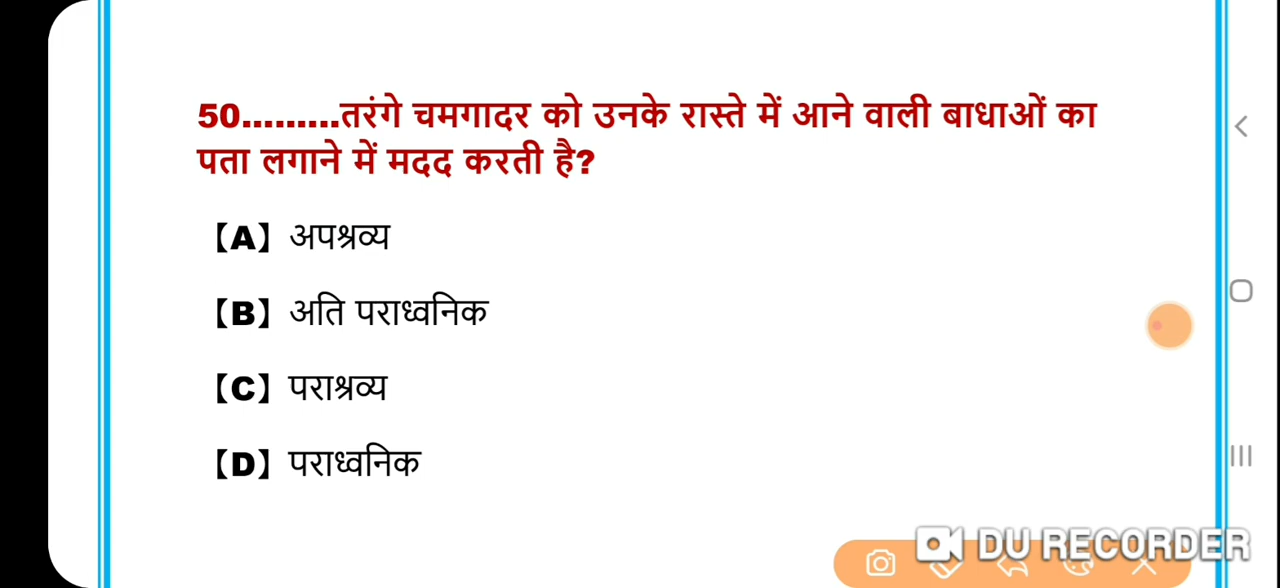 50.........तरंगे चमगादर को उनके रास्ते में आने वाली बाधाओं का
पता लगाने में मदद करती है?
【A】 अपश्रव्य
【B】 अति पराध्वनिक
【C】 पराश्रव्य
【D】 पराध्वनिक
DU RECORDER